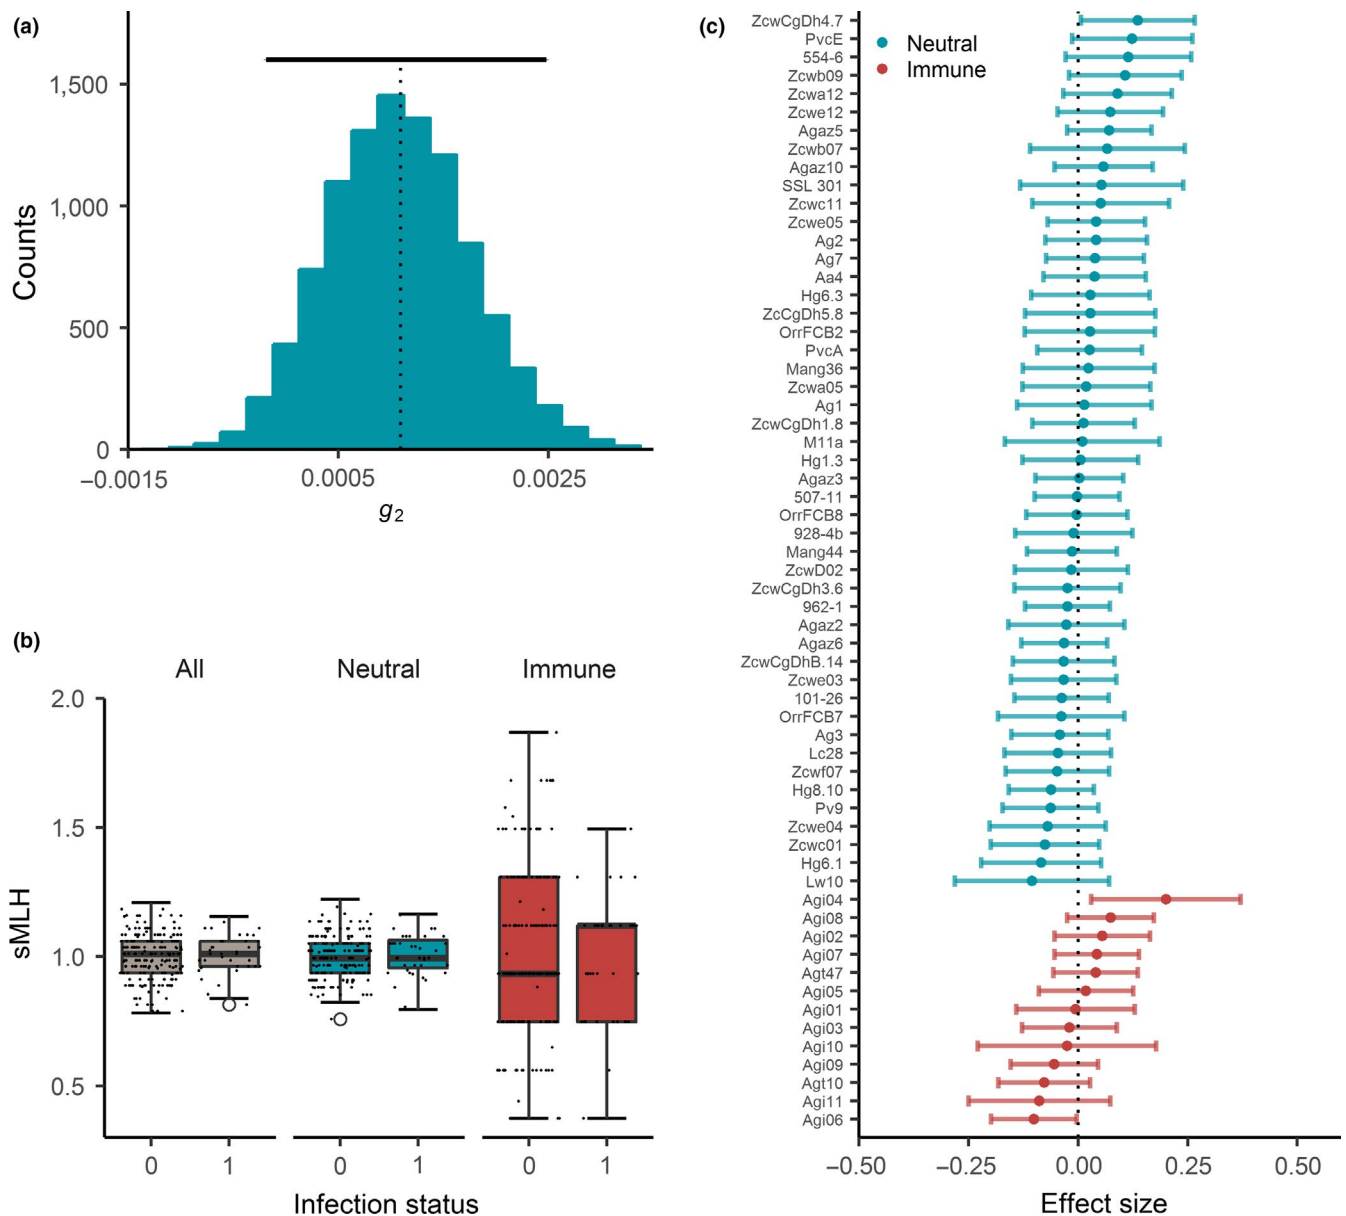 (a)
1,500
1,000
500
0
Counts
−0.0015 0.0005 0.0025
g2
(b)
All Neutral Immune
2.0
1.5
1.0
0.5
sMLH
0 1 0 1 0 1
Infection status
(c)
Neutral
Immune
ZcwCgDh4.7
PvcE
554-6
Zcwb09
Zcwa12
Zcwe12
Agaz5
Zcwb07
Agaz10
SSL 301
Zcwc11
Zcwe05
Ag2
Ag7
Aa4
Hg6.3
ZcCgDh5.8
OrrFCB2
PvcA
Mang36
Zcwa05
Ag1
ZcwCgDh1.8
M11a
Hg1.3
Agaz3
507-11
OrrFCB8
928-4b
Mang44
ZcwD02
ZcwCgDh3.6
962-1
Agaz2
Agaz6
ZcwCgDhB.14
Zcwe03
101-26
OrrFCB7
Ag3
Lc28
Zcwf07
Hg8.10
Pv9
Zcwe04
Zcwc01
Hg6.1
Lw10
Agi04
Agi08
Agi02
Agi07
Agt47
Agi05
Agi01
Agi03
Agi10
Agi09
Agt10
Agi11
Agi06
−0.50 −0.25 0.00 0.25 0.50
Effect size